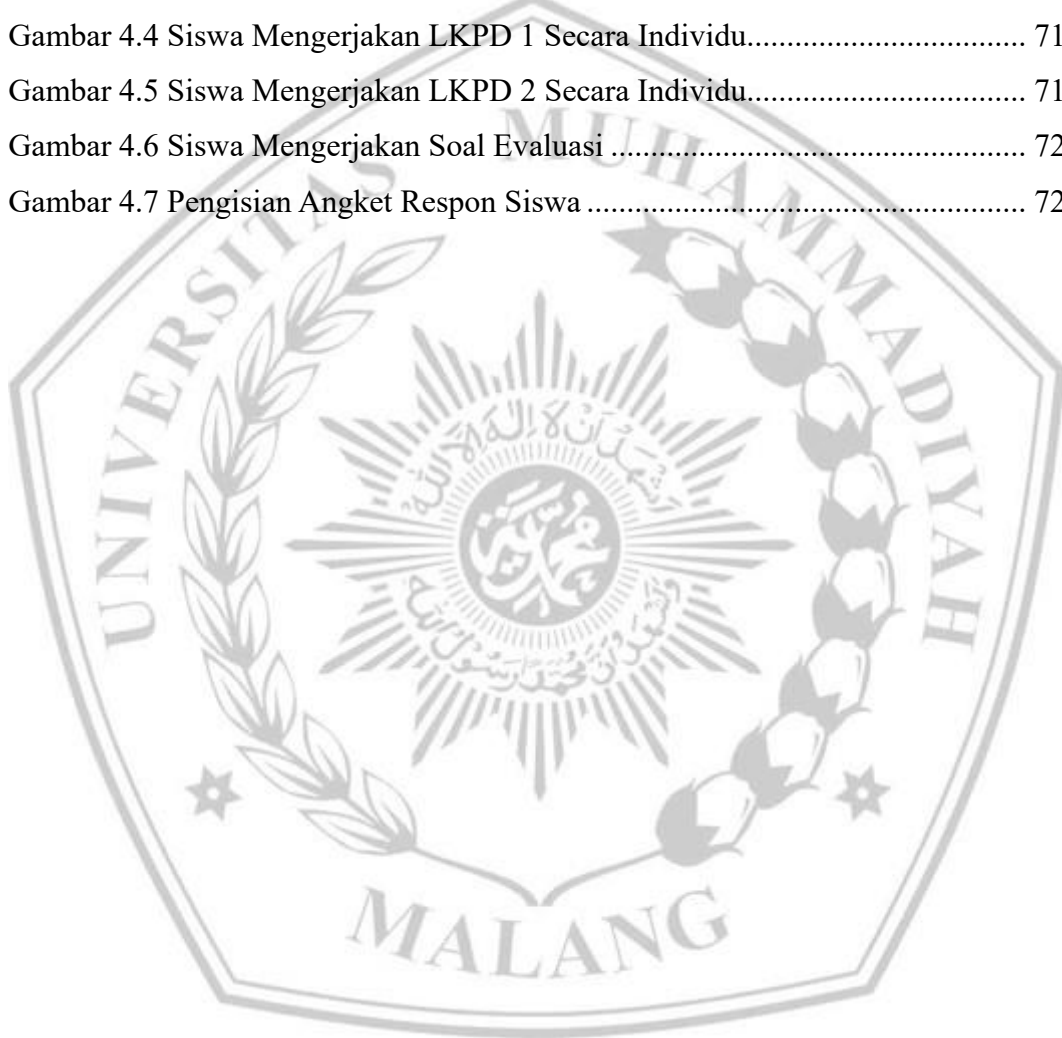 Gambar 4.4 Siswa Mengerjakan LKPD 1 Secara Individu.............................. 71
Gambar 4.5 Siswa Mengerjakan LKPD 2 Secara Individu.............................. 71
Gambar 4.6 Siswa Mengerjakan Soal Evaluasi ............................................ 72
Gambar 4.7 Pengisian Angket Respon Siswa ............................................... 72
UNIVERSITAS MUHAMMADIYAH
MALANG